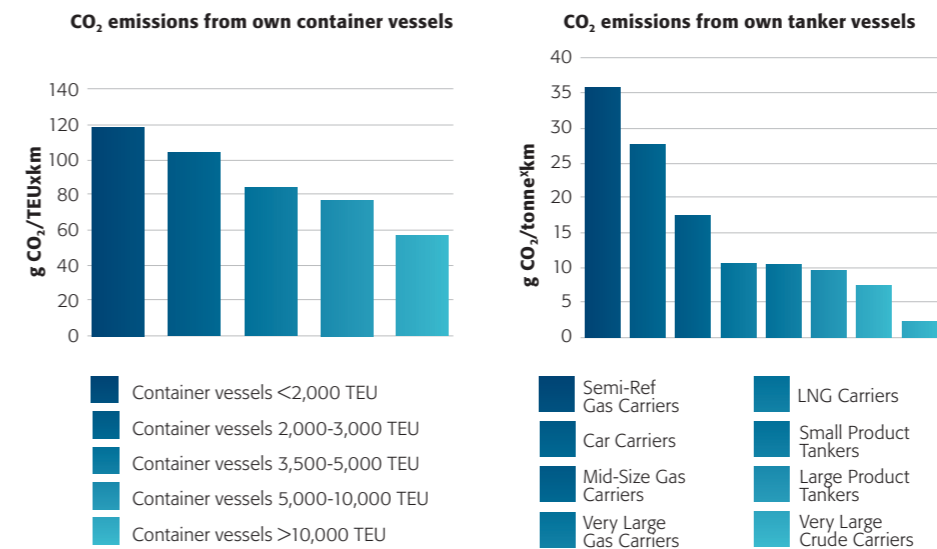 CO₂ emissions from own container vessels
g CO₂/TEUxkm
140
120
100
80
60
40
20
0
Container vessels <2,000 TEU
Container vessels 2,000-3,000 TEU
Container vessels 3,500-5,000 TEU
Container vessels 5,000-10,000 TEU
Container vessels >10,000 TEU
CO₂ emissions from own tanker vessels
g CO₂/tonneˣkm
40
35
30
25
20
15
10
5
0
Semi-Ref
Gas Carriers
Car Carriers
Mid-Size Gas
Carriers
Very Large
Gas Carriers
LNG Carriers
Small Product
Tankers
Large Product
Tankers
Very Large
Crude Carriers